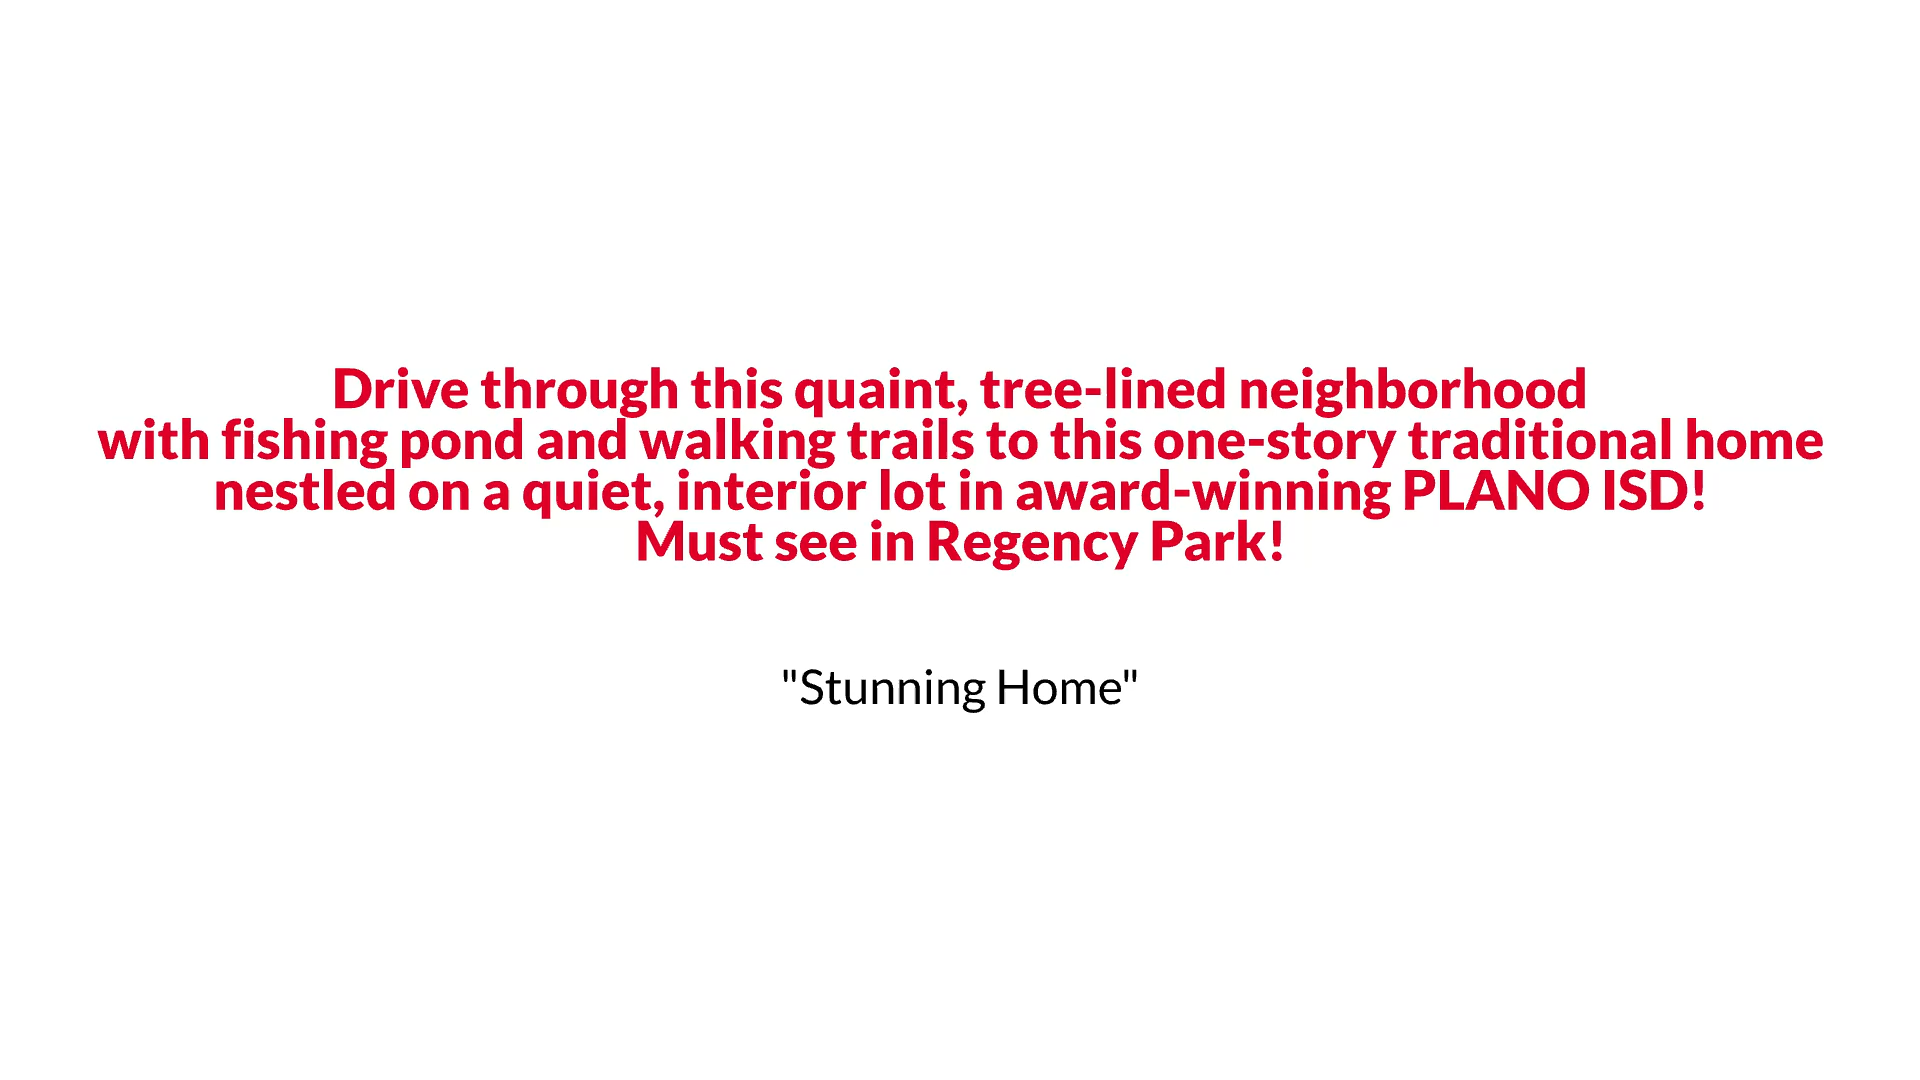 Drive through this quaint, tree-lined neighborhood
with fishing pond and walking trails to this one-story traditional home
nestled on a quiet, interior lot in award-winning PLANO ISD!
Must see in Regency Park!
"Stunning Home"